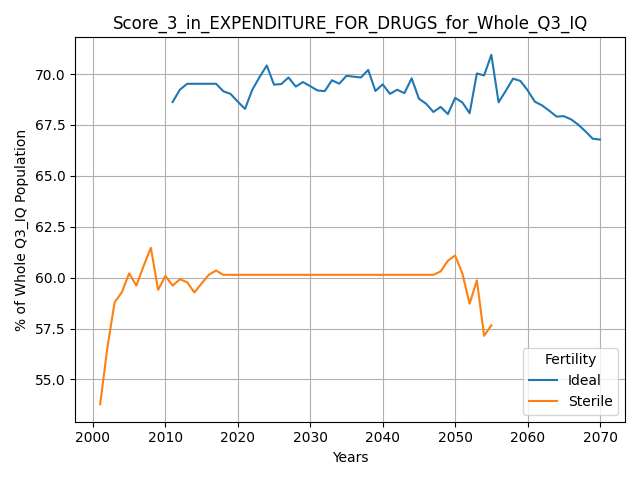 Score_3_in_EXPENDITURE_FOR_DRUGS_for_Whole_Q3_IQ
% of Whole Q3_IQ Population
70.0
67.5
65.0
62.5
60.0
57.5
55.0
Fertility
Ideal
Sterile
2000 2010 2020 2030 2040 2050 2060 2070
Years